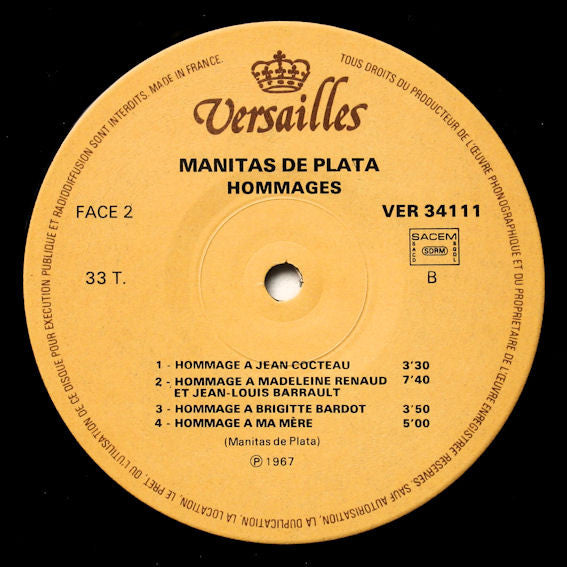 Versailles
MANITAS DE PLATA
HOMMAGES
FACE 2
VER 34111
SACEM
SACD
SDRM
SGDL
33 T.
B
1 - HOMMAGE A JEAN COCTEAU 3'30
2 - HOMMAGE A MADELEINE RENAUD 7'40
ET JEAN-LOUIS BARRAULT
3 - HOMMAGE A BRIGITTE BARDOT 3'50
4 - HOMMAGE A MA MÈRE 5'00
(Manitas de Plata)
Ⓟ 1967
TOUS DROITS DU PRODUCTEUR DE L'ŒUVRE PHONOGRAPHIQUE ET DU PROPRIETAIRE DE L'ŒUVRE ENREGISTREE RESERVES. SAUF AUTORISATION, LA DUPLICATION, LA LOCATION, LE PRET, OU L'UTILISATION DE CE DISQUE POUR EXECUTION PUBLIQUE ET RADIODIFFUSION SONT INTERDITS. MADE IN FRANCE.